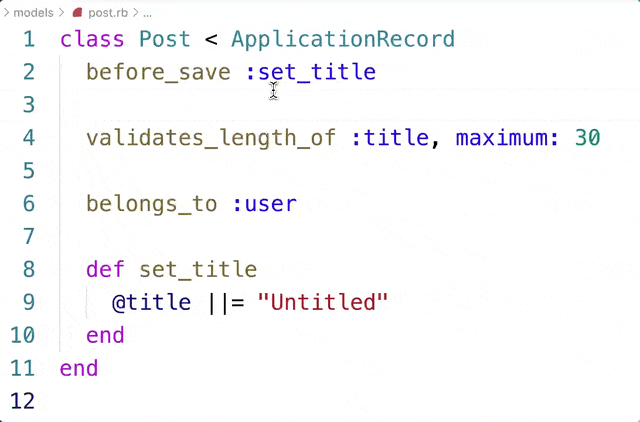 > models > post.rb > ...
1 class Post < ApplicationRecord
2 before_save :set_title
3
4 validates_length_of :title, maximum: 30
5
6 belongs_to :user
7
8 def set_title
9 @title ||= "Untitled"
10 end
11 end
12